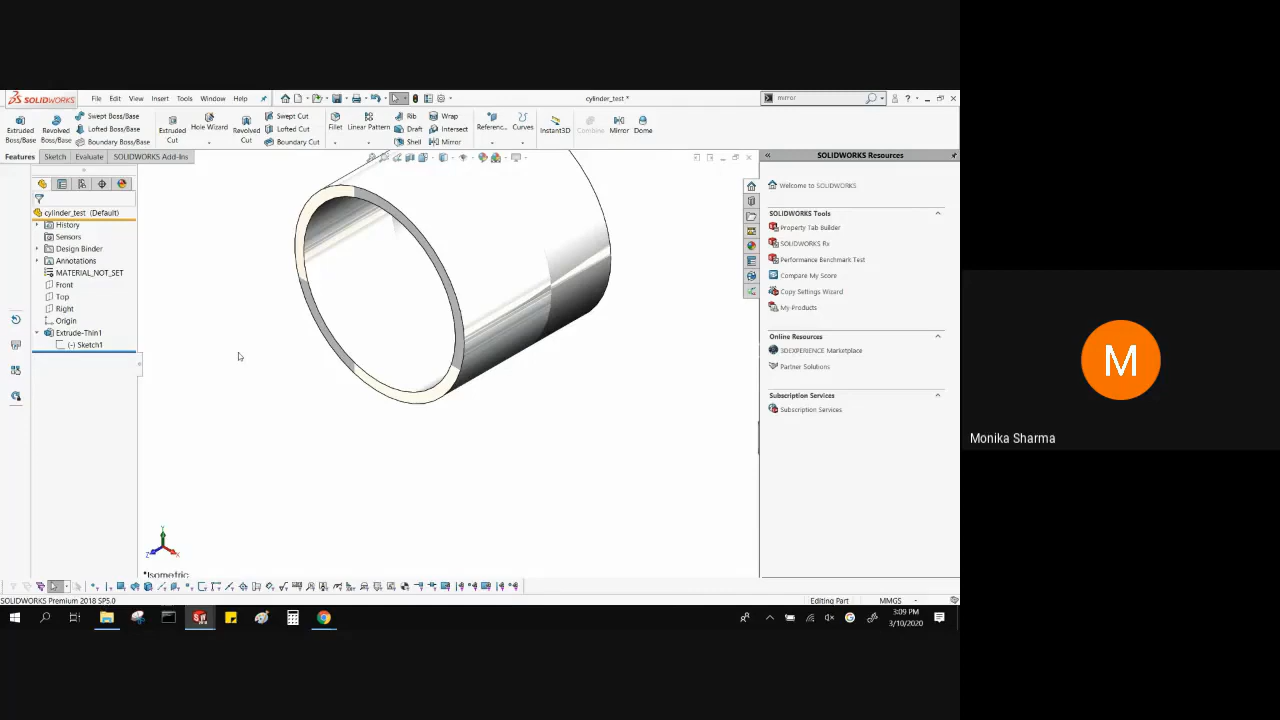 SOLIDWORKS File Edit View Insert Tools Window Help cylinder_test * mirror
Extruded Boss/Base
Revolved Boss/Base
Swept Boss/Base
Lofted Boss/Base
Boundary Boss/Base
Extruded Cut
Hole Wizard
Revolved Cut
Swept Cut
Lofted Cut
Boundary Cut
Fillet
Linear Pattern
Rib
Draft
Shell
Wrap
Intersect
Mirror
Referenc...
Curves
Instant3D
Combine
Mirror
Dome
Features Sketch Evaluate SOLIDWORKS Add-Ins
cylinder_test (Default)
History
Sensors
Design Binder
Annotations
MATERIAL_NOT_SET
Front
Top
Right
Origin
Extrude-Thin1
(-) Sketch1
Y
Z
X
*Isometric
SOLIDWORKS Resources
Welcome to SOLIDWORKS
SOLIDWORKS Tools
Property Tab Builder
SOLIDWORKS Rx
Performance Benchmark Test
Compare My Score
Copy Settings Wizard
My Products
Online Resources
3DEXPERIENCE Marketplace
Partner Solutions
Subscription Services
Subscription Services
SOLIDWORKS Premium 2018 SP5.0 Editing Part MMGS
3:09 PM
3/10/2020
M
Monika Sharma